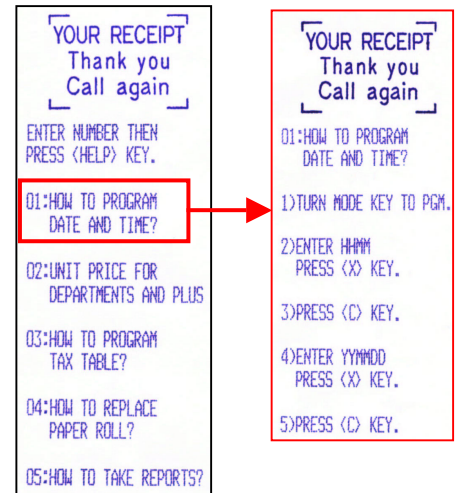 YOUR RECEIPT
Thank you
Call again
ENTER NUMBER THEN
PRESS <HELP> KEY.
01:HOW TO PROGRAM
DATE AND TIME?
02:UNIT PRICE FOR
DEPARTMENTS AND PLUS
03:HOW TO PROGRAM
TAX TABLE?
04:HOW TO REPLACE
PAPER ROLL?
05:HOW TO TAKE REPORTS?
YOUR RECEIPT
Thank you
Call again
01:HOW TO PROGRAM
DATE AND TIME?
1)TURN MODE KEY TO PGM.
2)ENTER HHMM
PRESS <X> KEY.
3)PRESS <C> KEY.
4)ENTER YYMMDD
PRESS <X> KEY.
5)PRESS <C> KEY.